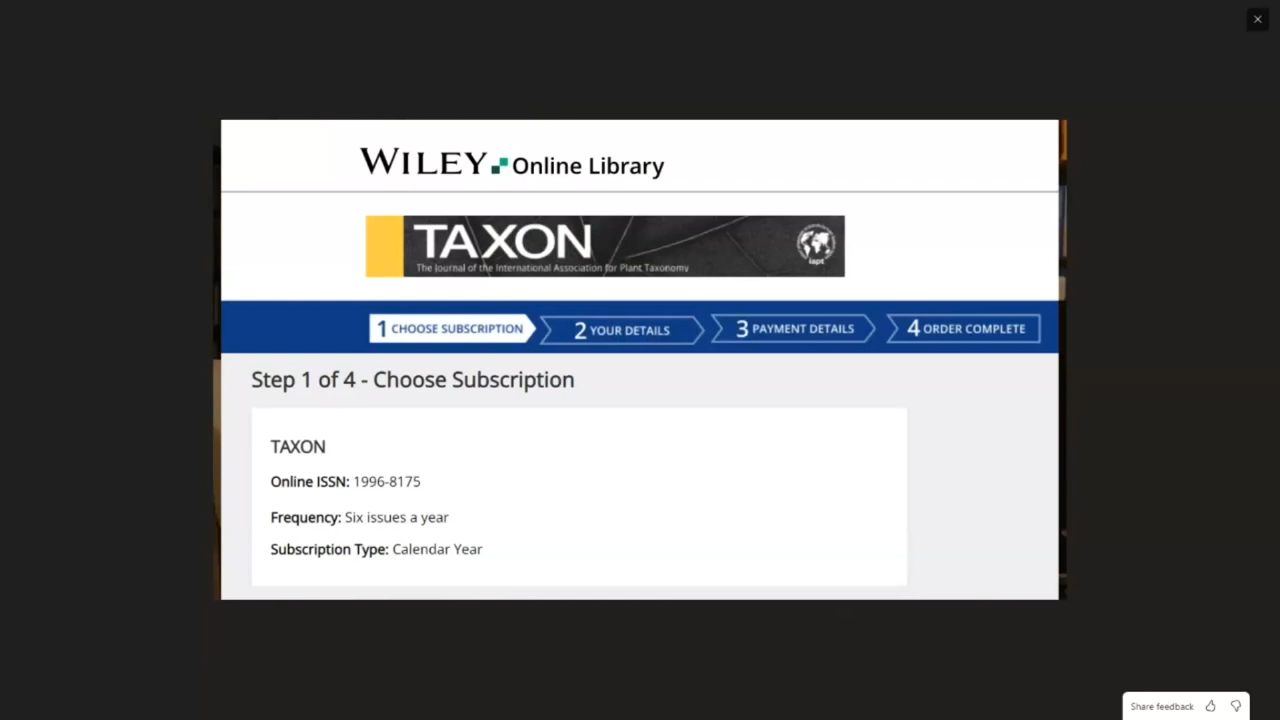 WILEY Online Library
TAXON
The Journal of the International Association for Plant Taxonomy
iapt
1 CHOOSE SUBSCRIPTION
2 YOUR DETAILS
3 PAYMENT DETAILS
4 ORDER COMPLETE
Step 1 of 4 - Choose Subscription
TAXON
Online ISSN: 1996-8175
Frequency: Six issues a year
Subscription Type: Calendar Year
Share feedback